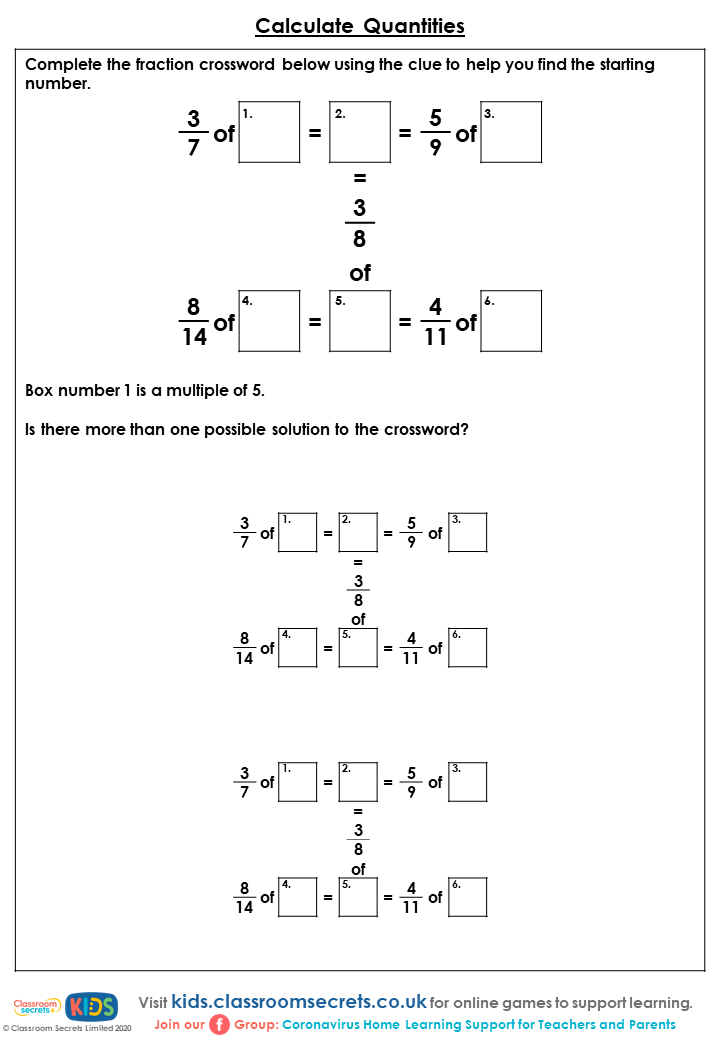 Calculate Quantities
Complete the fraction crossword below using the clue to help you find the starting
number.
3/7 of 1. = 2. = 5/9 of 3.
=
3/8
of
8/14 of 4. = 5. = 4/11 of 6.
Box number 1 is a multiple of 5.
Is there more than one possible solution to the crossword?
3/7 of 1. = 2. = 5/9 of 3.
=
3/8
of
8/14 of 4. = 5. = 4/11 of 6.
3/7 of 1. = 2. = 5/9 of 3.
=
3/8
of
8/14 of 4. = 5. = 4/11 of 6.
Classroom
secrets KIDS
© Classroom Secrets Limited 2020
Visit kids.classroomsecrets.co.uk for online games to support learning.
Join our f Group: Coronavirus Home Learning Support for Teachers and Parents